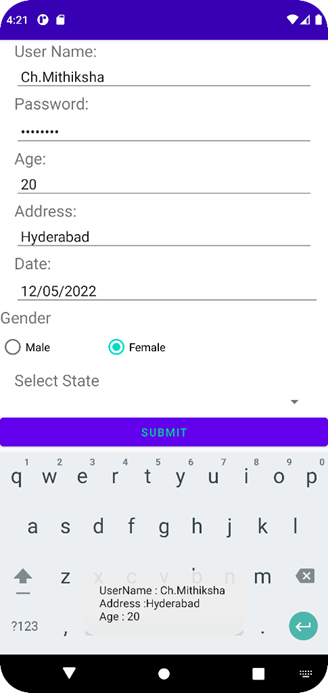 4:21
User Name:
Ch.Mithiksha
Password:
••••••••
Age:
20
Address:
Hyderabad
Date:
12/05/2022
Gender
Male Female
Select State
SUBMIT
1 2 3 4 5 6 7 8 9 0
q w e r t y u i o p
a s d f g h j k l
z x c v b n m
UserName : Ch.Mithiksha
Address :Hyderabad
Age : 20
?123 , .